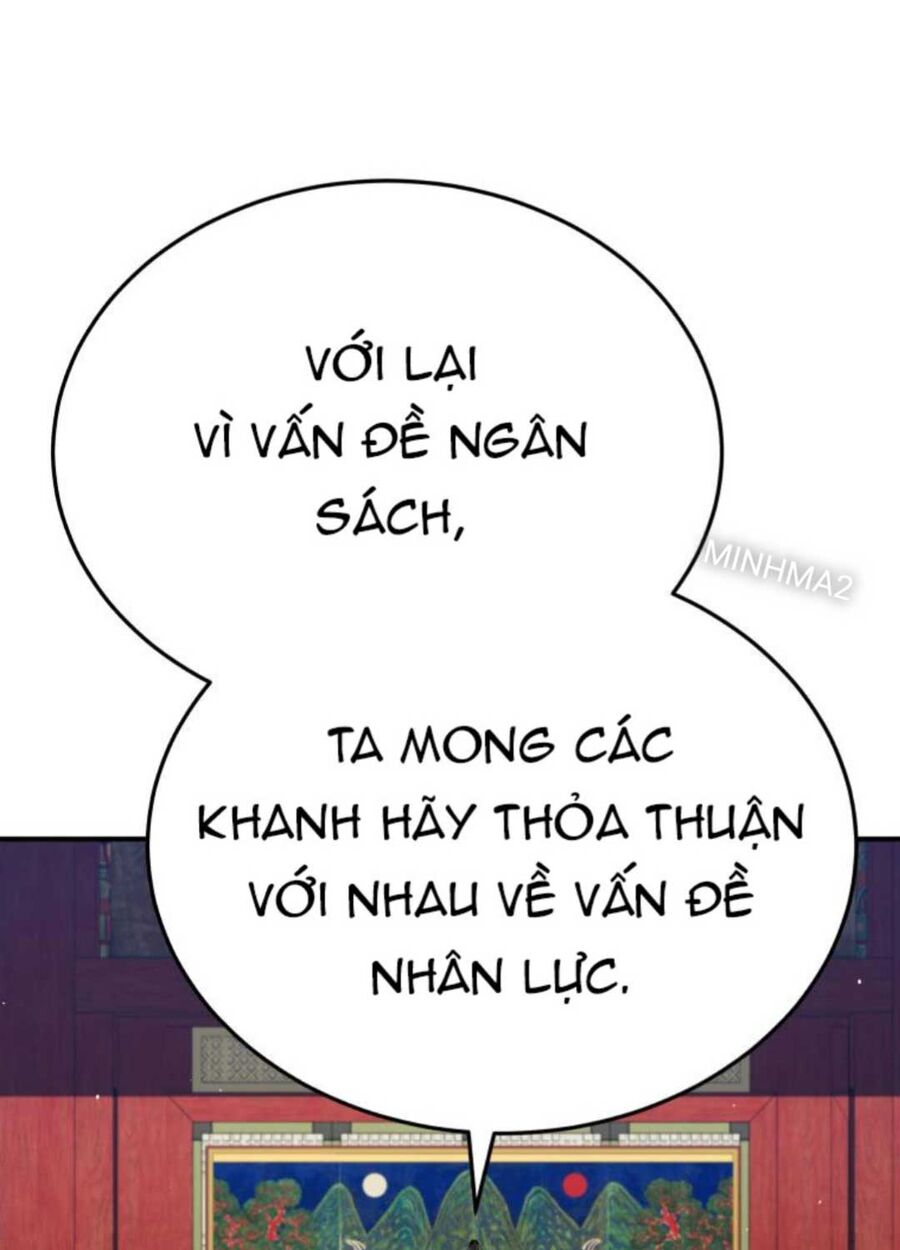 VỚI LẠI
VÌ VẤN ĐỀ NGÂN
SÁCH,
MINHMA2
TA MONG CÁC
KHANH HÃY THỎA THUẬN
VỚI NHAU VỀ VẤN ĐỀ
NHÂN LỰC.